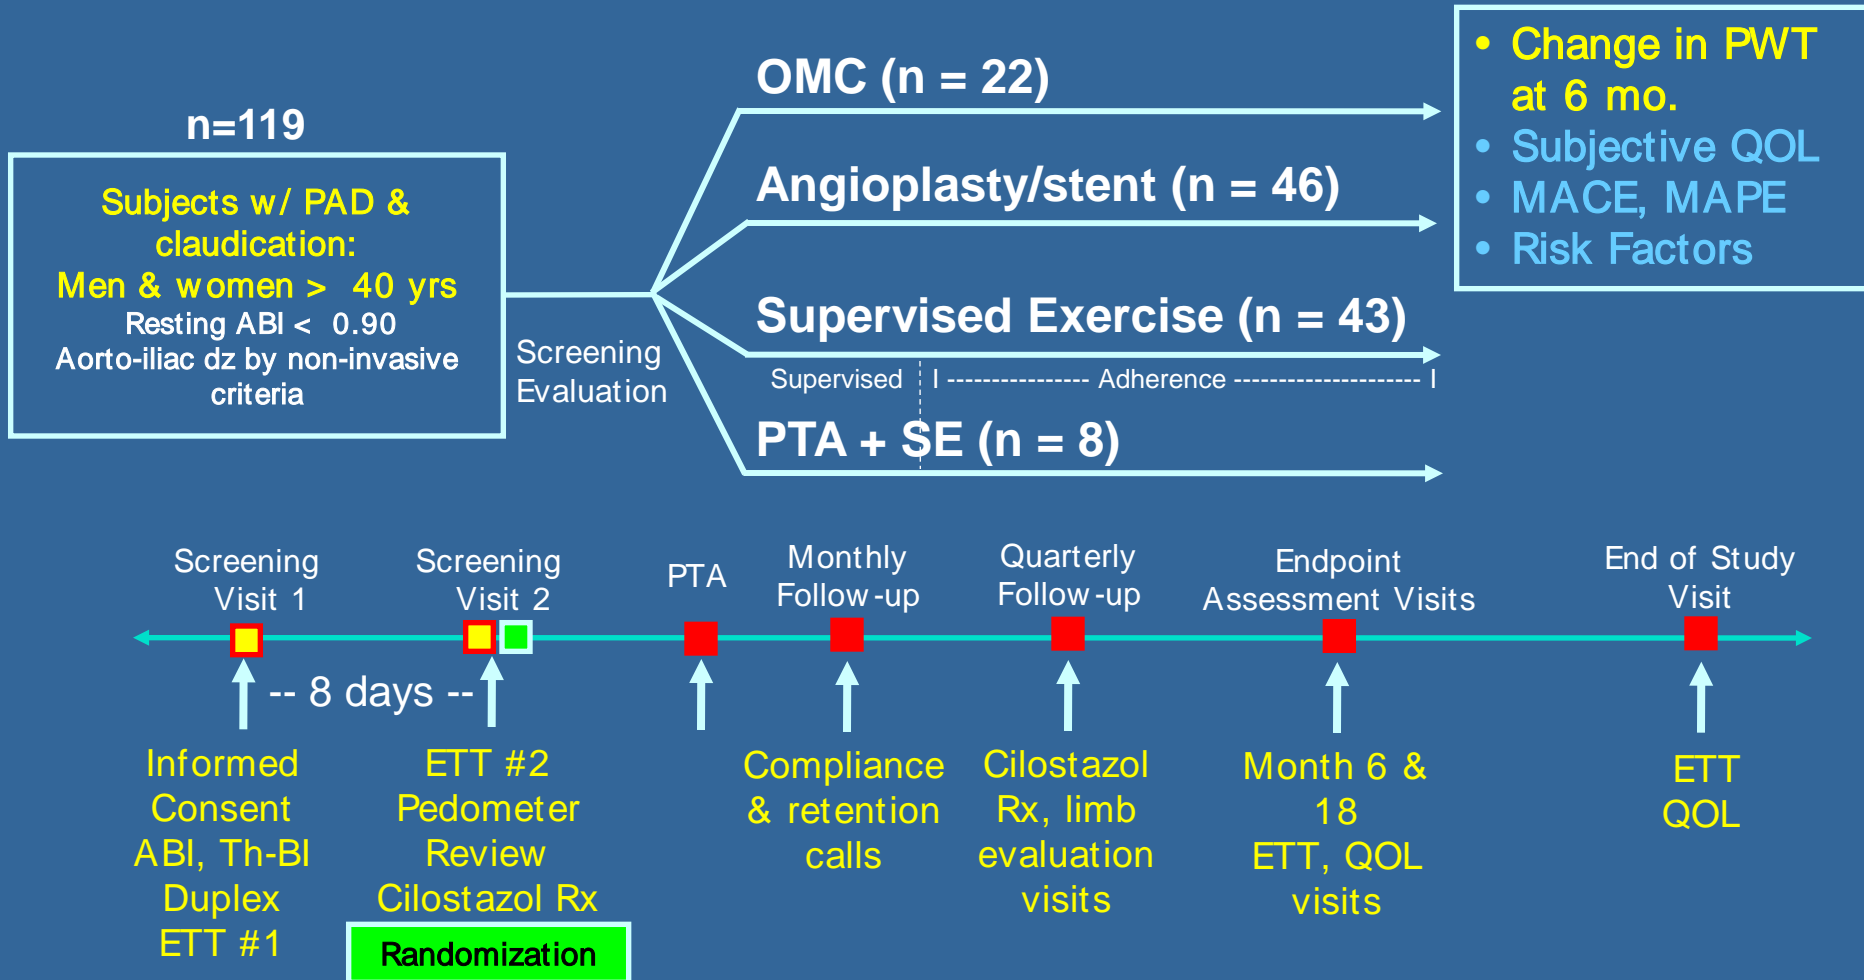 n=119
Subjects w/ PAD &
claudication:
Men & women > 40 yrs
Resting ABI < 0.90
Aorto-iliac dz by non-invasive
criteria
Screening
Evaluation
OMC (n = 22)
Angioplasty/stent (n = 46)
Supervised Exercise (n = 43)
Supervised I ---------------- Adherence --------------------- I
PTA + SE (n = 8)
• Change in PWT
at 6 mo.
• Subjective QOL
• MACE, MAPE
• Risk Factors
Screening
Visit 1
Screening
Visit 2
PTA
Monthly
Follow-up
Quarterly
Follow-up
Endpoint
Assessment Visits
End of Study
Visit
-- 8 days --
Informed
Consent
ABI, Th-BI
Duplex
ETT #1
ETT #2
Pedometer
Review
Cilostazol Rx
Randomization
Compliance
& retention
calls
Cilostazol
Rx, limb
evaluation
visits
Month 6 &
18
ETT, QOL
visits
ETT
QOL